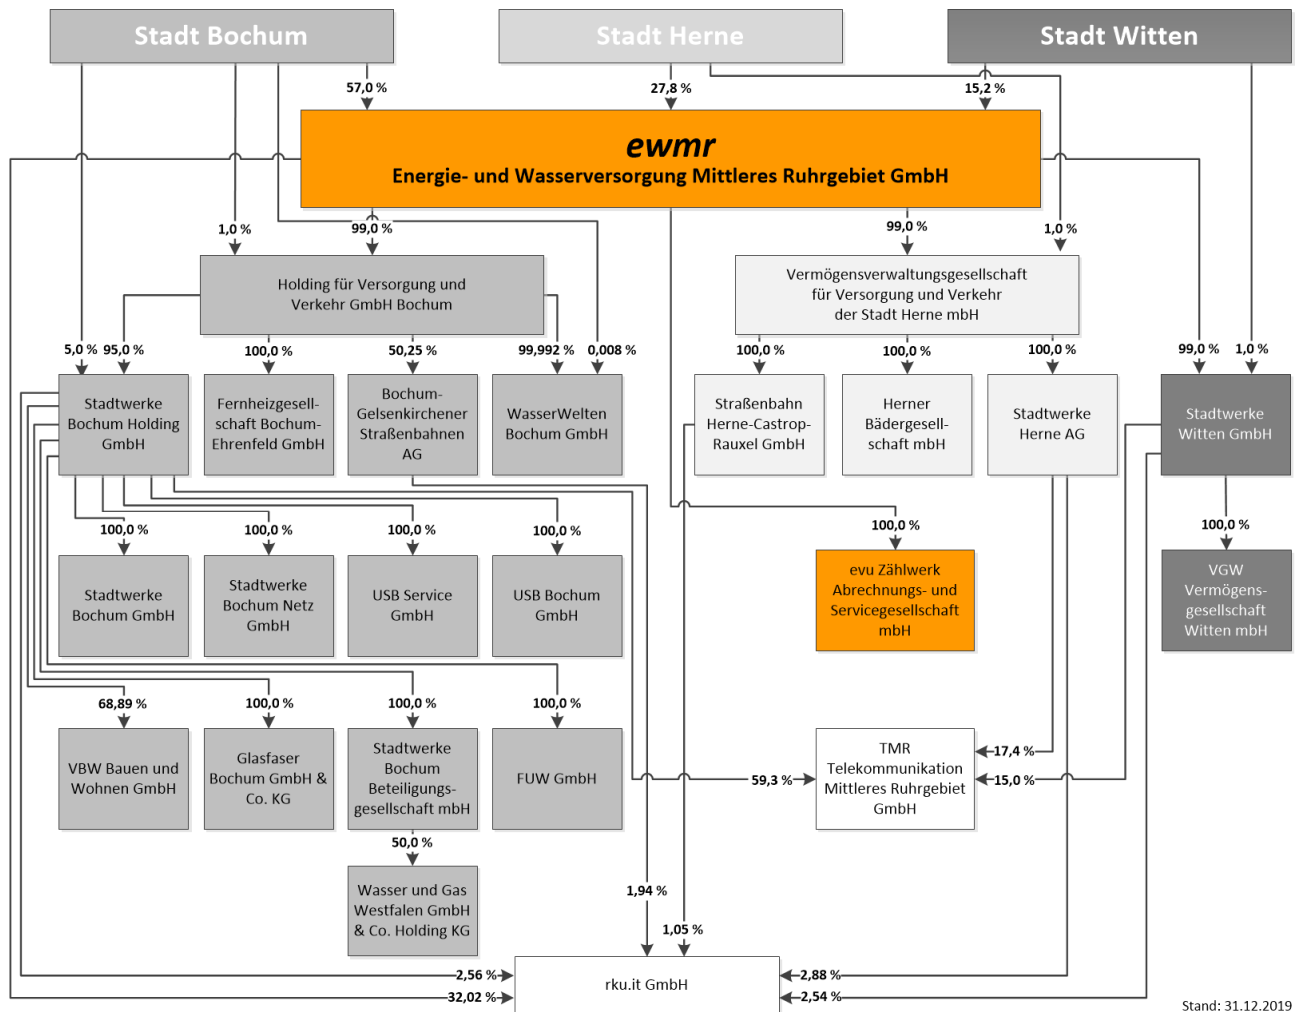 Stadt Bochum
Stadt Herne
Stadt Witten
57,0 %
27,8 %
15,2 %
ewmr
Energie- und Wasserversorgung Mittleres Ruhrgebiet GmbH
1,0 %
99,0 %
99,0 %
1,0 %
Holding für Versorgung und
Verkehr GmbH Bochum
Vermögensverwaltungsgesellschaft
für Versorgung und Verkehr
der Stadt Herne mbH
5,0 %
95,0 %
100,0 %
50,25 %
99,992 %
0,008 %
100,0 %
100,0 %
100,0 %
99,0 %
1,0 %
Stadtwerke
Bochum Holding
GmbH
Fernheizgesell-
schaft Bochum-
Ehrenfeld GmbH
Bochum-
Gelsenkirchener
Straßenbahnen
AG
WasserWelten
Bochum GmbH
Straßenbahn
Herne-Castrop-
Rauxel GmbH
Herner
Bädergesell-
schaft mbH
Stadtwerke
Herne AG
Stadtwerke
Witten GmbH
100,0 %
100,0 %
100,0 %
100,0 %
100,0 %
100,0 %
Stadtwerke
Bochum GmbH
Stadtwerke
Bochum Netz
GmbH
USB Service
GmbH
USB Bochum
GmbH
evu Zählwerk
Abrechnungs- und
Servicegesellschaft
mbH
VGW
Vermögens-
gesellschaft
Witten mbH
68,89 %
100,0 %
100,0 %
100,0 %
VBW Bauen und
Wohnen GmbH
Glasfaser
Bochum GmbH &
Co. KG
Stadtwerke
Bochum
Beteiligungs-
gesellschaft mbH
FUW GmbH
59,3 %
TMR
Telekommunikation
Mittleres Ruhrgebiet
GmbH
17,4 %
15,0 %
50,0 %
Wasser und Gas
Westfalen GmbH
& Co. Holding KG
1,94 %
1,05 %
2,56 %
32,02 %
rku.it GmbH
2,88 %
2,54 %
Stand: 31.12.2019